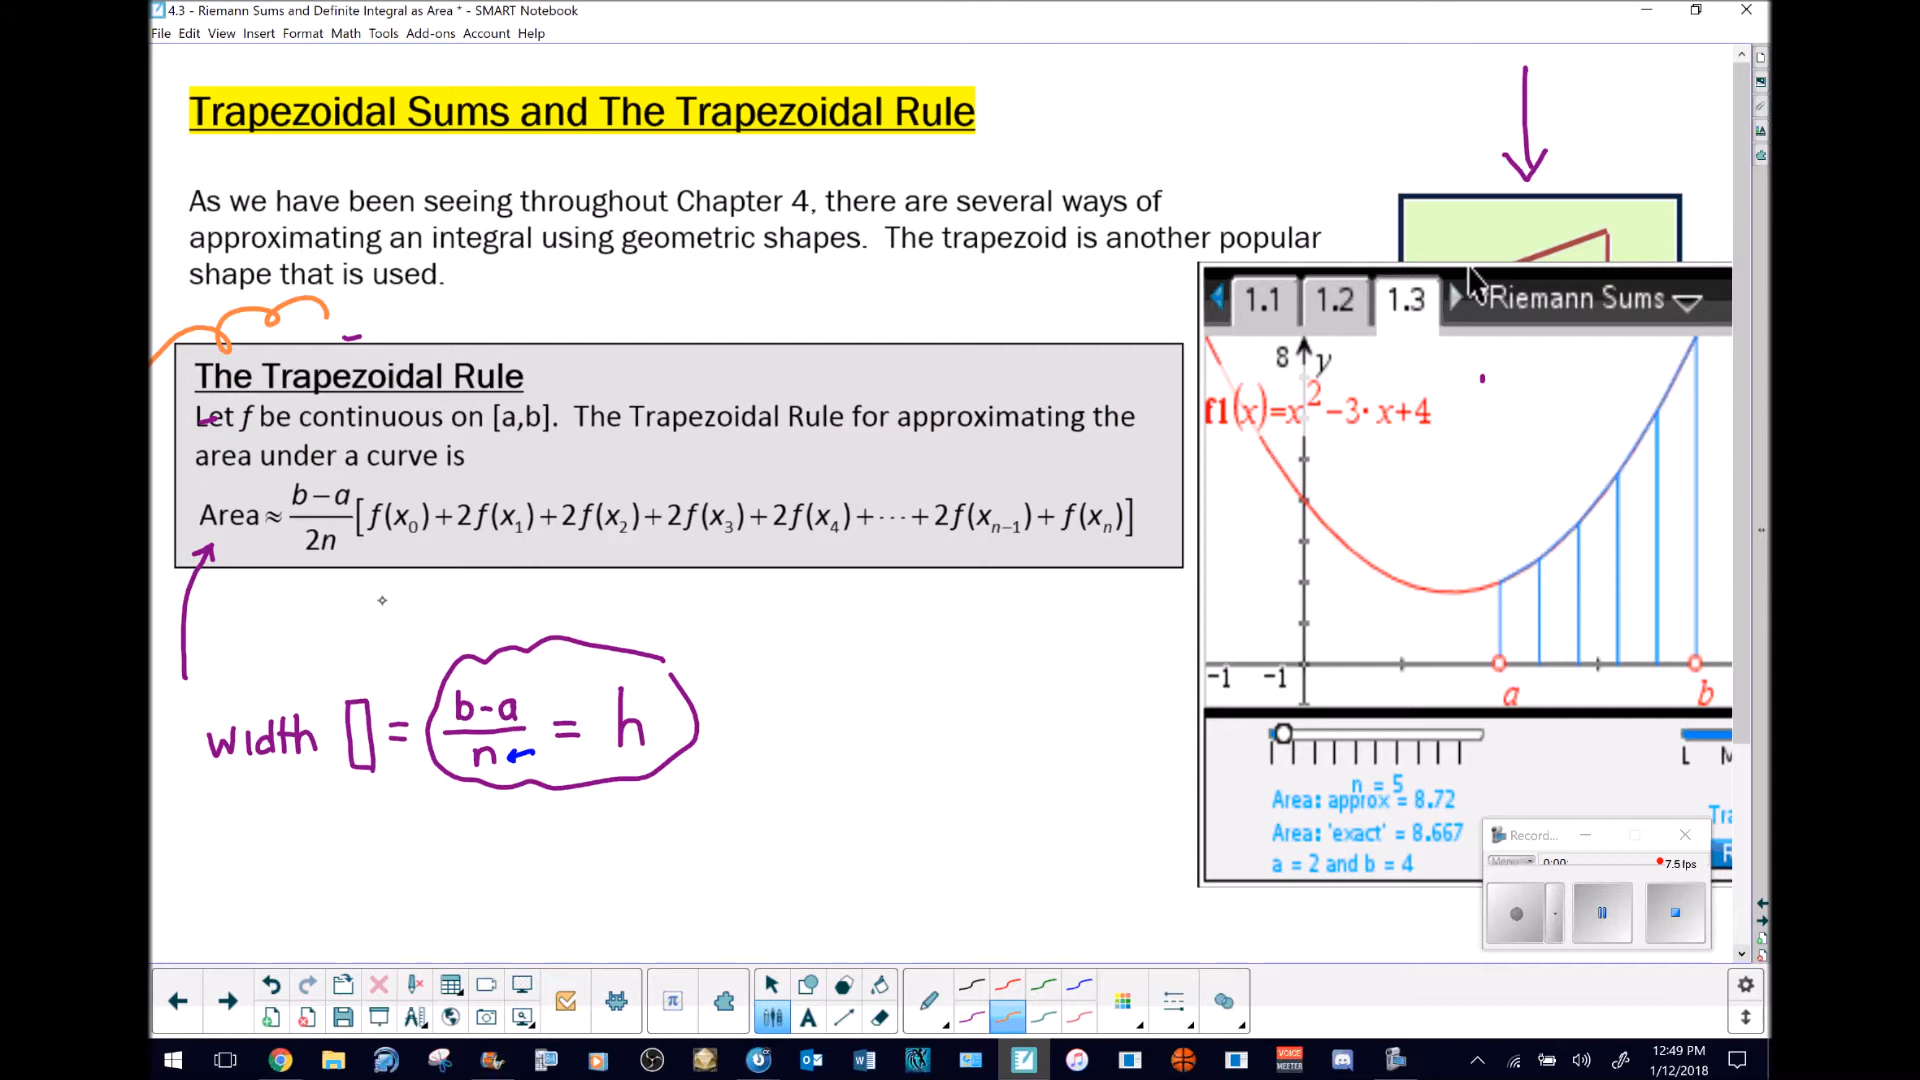 4.3 - Riemann Sums and Definite Integral as Area * - SMART Notebook
File Edit View Insert Format Math Tools Add-ons Account Help
Trapezoidal Sums and The Trapezoidal Rule
As we have been seeing throughout Chapter 4, there are several ways of
approximating an integral using geometric shapes. The trapezoid is another popular
shape that is used.
The Trapezoidal Rule
Let f be continuous on [a,b]. The Trapezoidal Rule for approximating the
area under a curve is
Area ≈ b−a/2n [f(x₀)+2f(x₁)+2f(x₂)+2f(x₃)+2f(x₄)+⋯+2f(xₙ₋₁)+f(xₙ)]
width ▯ = b-a/n = h
1.1 1.2 1.3 Riemann Sums
8 y
f1(x)=x²−3·x+4
-1 -1 a b
n = 5
L
Area: approx = 8.72
Area: 'exact' = 8.667
a = 2 and b = 4
Record...
Menu 0:00: 7.5 fps
12:49 PM
1/12/2018